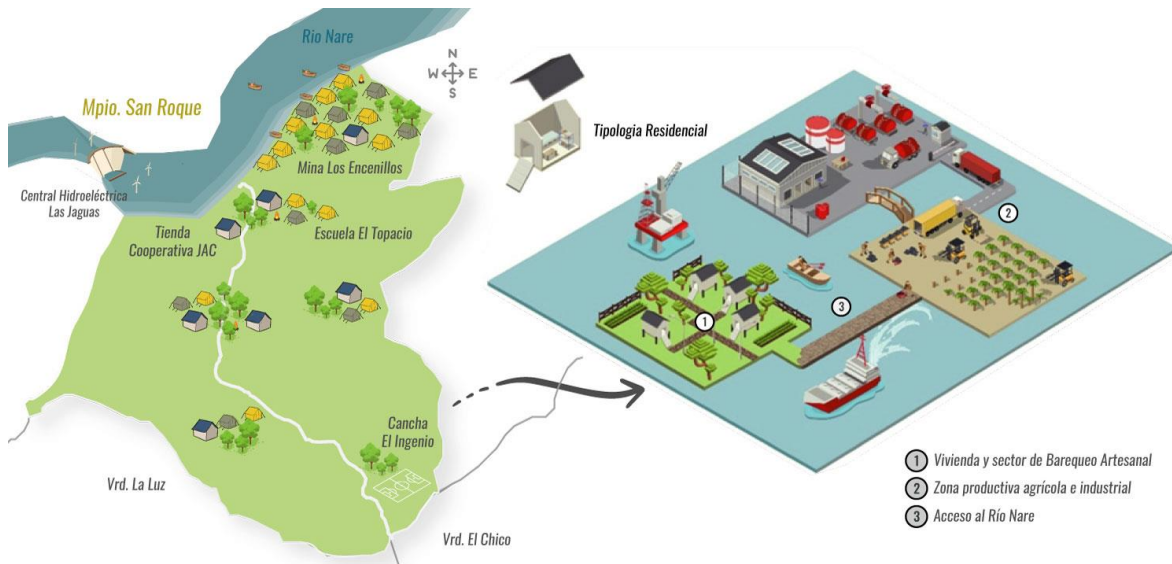 Rio Nare
N
W E
S
Mpio. San Roque
Tipologia Residencial
Mina Los Encenillos
Central Hidroeléctrica
Las Jaguas
Tienda
Cooperativa JAC
Escuela El Topacio
Cancha
El Ingenio
Vrd. La Luz
Vrd. El Chico
2
3
1
1 Vivienda y sector de Barequeo Artesanal
2 Zona productiva agrícola e industrial
3 Acceso al Río Nare